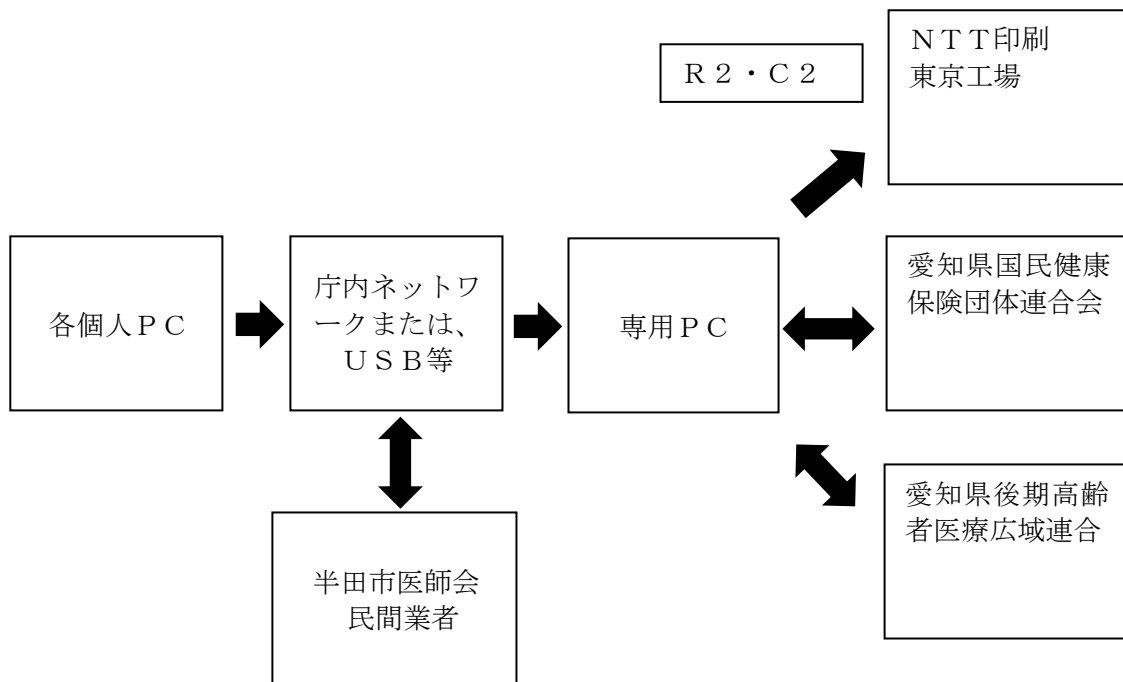 R2・C2
NTT印刷
東京工場
各個人PC
庁内ネットワ
ークまたは、
USB等
専用PC
愛知県国民健康
保険団体連合会
半田市医師会
民間業者
愛知県後期高齢
者医療広域連合